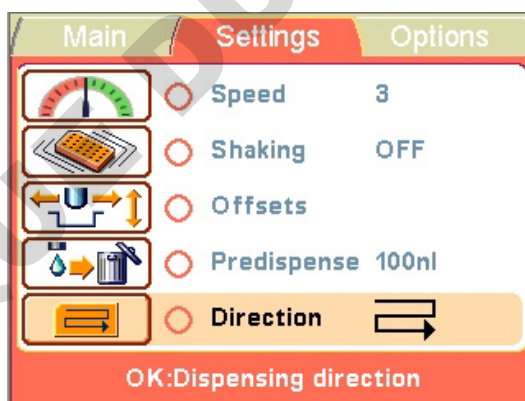 Main Settings Options
Speed 3
Shaking OFF
Offsets
Predispense 100nl
Direction
OK:Dispensing direction